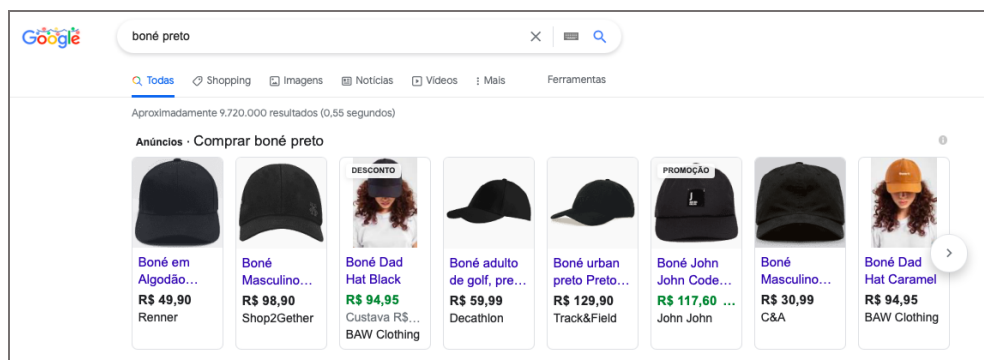 Google
boné preto
Todas
Shopping
Imagens
Notícias
Vídeos
Mais
Ferramentas
Aproximadamente 9.720.000 resultados (0,55 segundos)
Anúncios · Comprar boné preto
Boné em
Algodão...
R$ 49,90
Renner
Boné
Masculino...
R$ 98,90
Shop2Gether
DESCONTO
Boné Dad
Hat Black
R$ 94,95
Custava R$...
BAW Clothing
Boné adulto
de golf, pre...
R$ 59,99
Decathlon
Boné urban
preto Preto...
R$ 129,90
Track&Field
PROMOÇÃO
Boné John
John Code...
R$ 117,60 ...
John John
Boné
Masculino...
R$ 30,99
C&A
Boné Dad
Hat Caramel
R$ 94,95
BAW Clothing